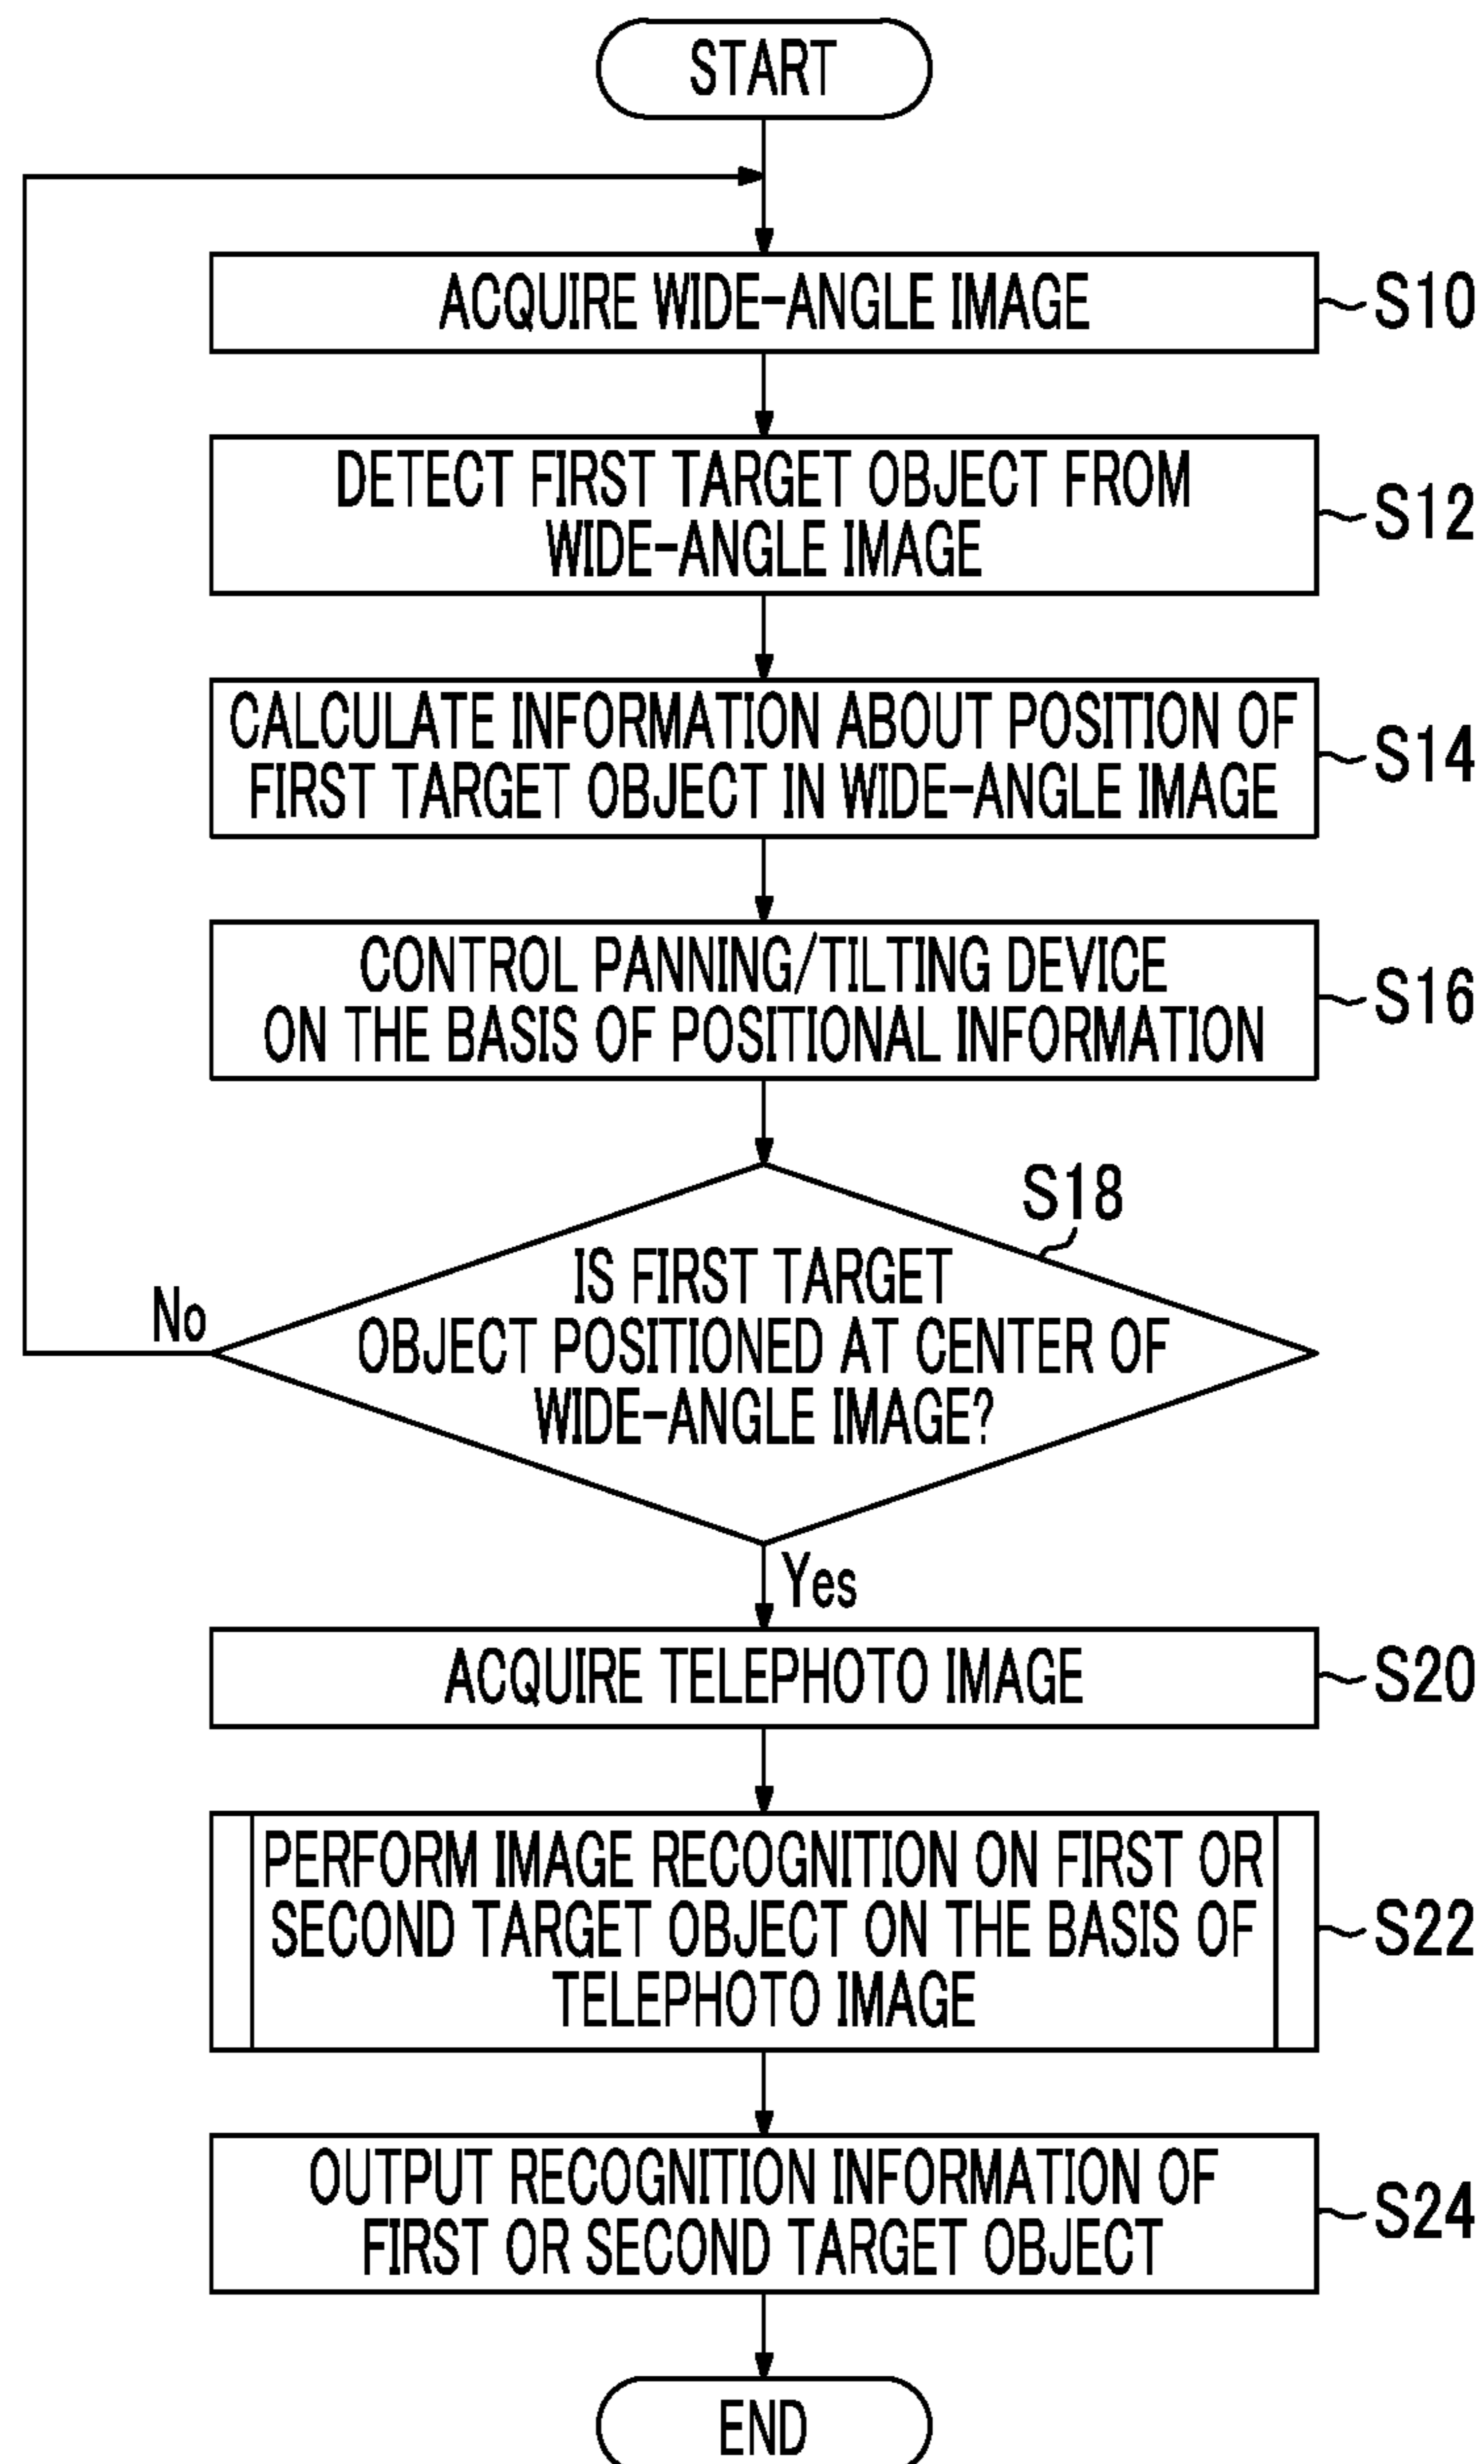 START
ACQUIRE WIDE-ANGLE IMAGE
S10
DETECT FIRST TARGET OBJECT FROM
WIDE-ANGLE IMAGE
S12
CALCULATE INFORMATION ABOUT POSITION OF
FIRST TARGET OBJECT IN WIDE-ANGLE IMAGE
S14
CONTROL PANNING/TILTING DEVICE
ON THE BASIS OF POSITIONAL INFORMATION
S16
S18
IS FIRST TARGET
OBJECT POSITIONED AT CENTER OF
WIDE-ANGLE IMAGE?
No
Yes
ACQUIRE TELEPHOTO IMAGE
S20
PERFORM IMAGE RECOGNITION ON FIRST OR
SECOND TARGET OBJECT ON THE BASIS OF
TELEPHOTO IMAGE
S22
OUTPUT RECOGNITION INFORMATION OF
FIRST OR SECOND TARGET OBJECT
S24
END